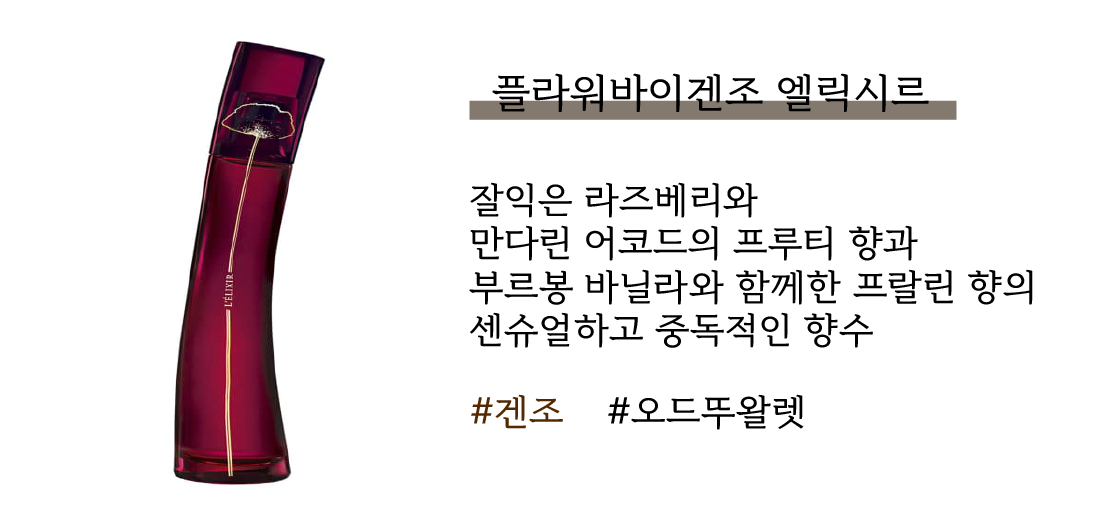 플라워바이겐조 엘릭시르
잘익은 라즈베리와
만다린 어코드의 프루티 향과
부르봉 바닐라와 함께한 프랄린 향의
센슈얼하고 중독적인 향수
#겐조 #오드뚜왈렛
L'ÉLIXIR